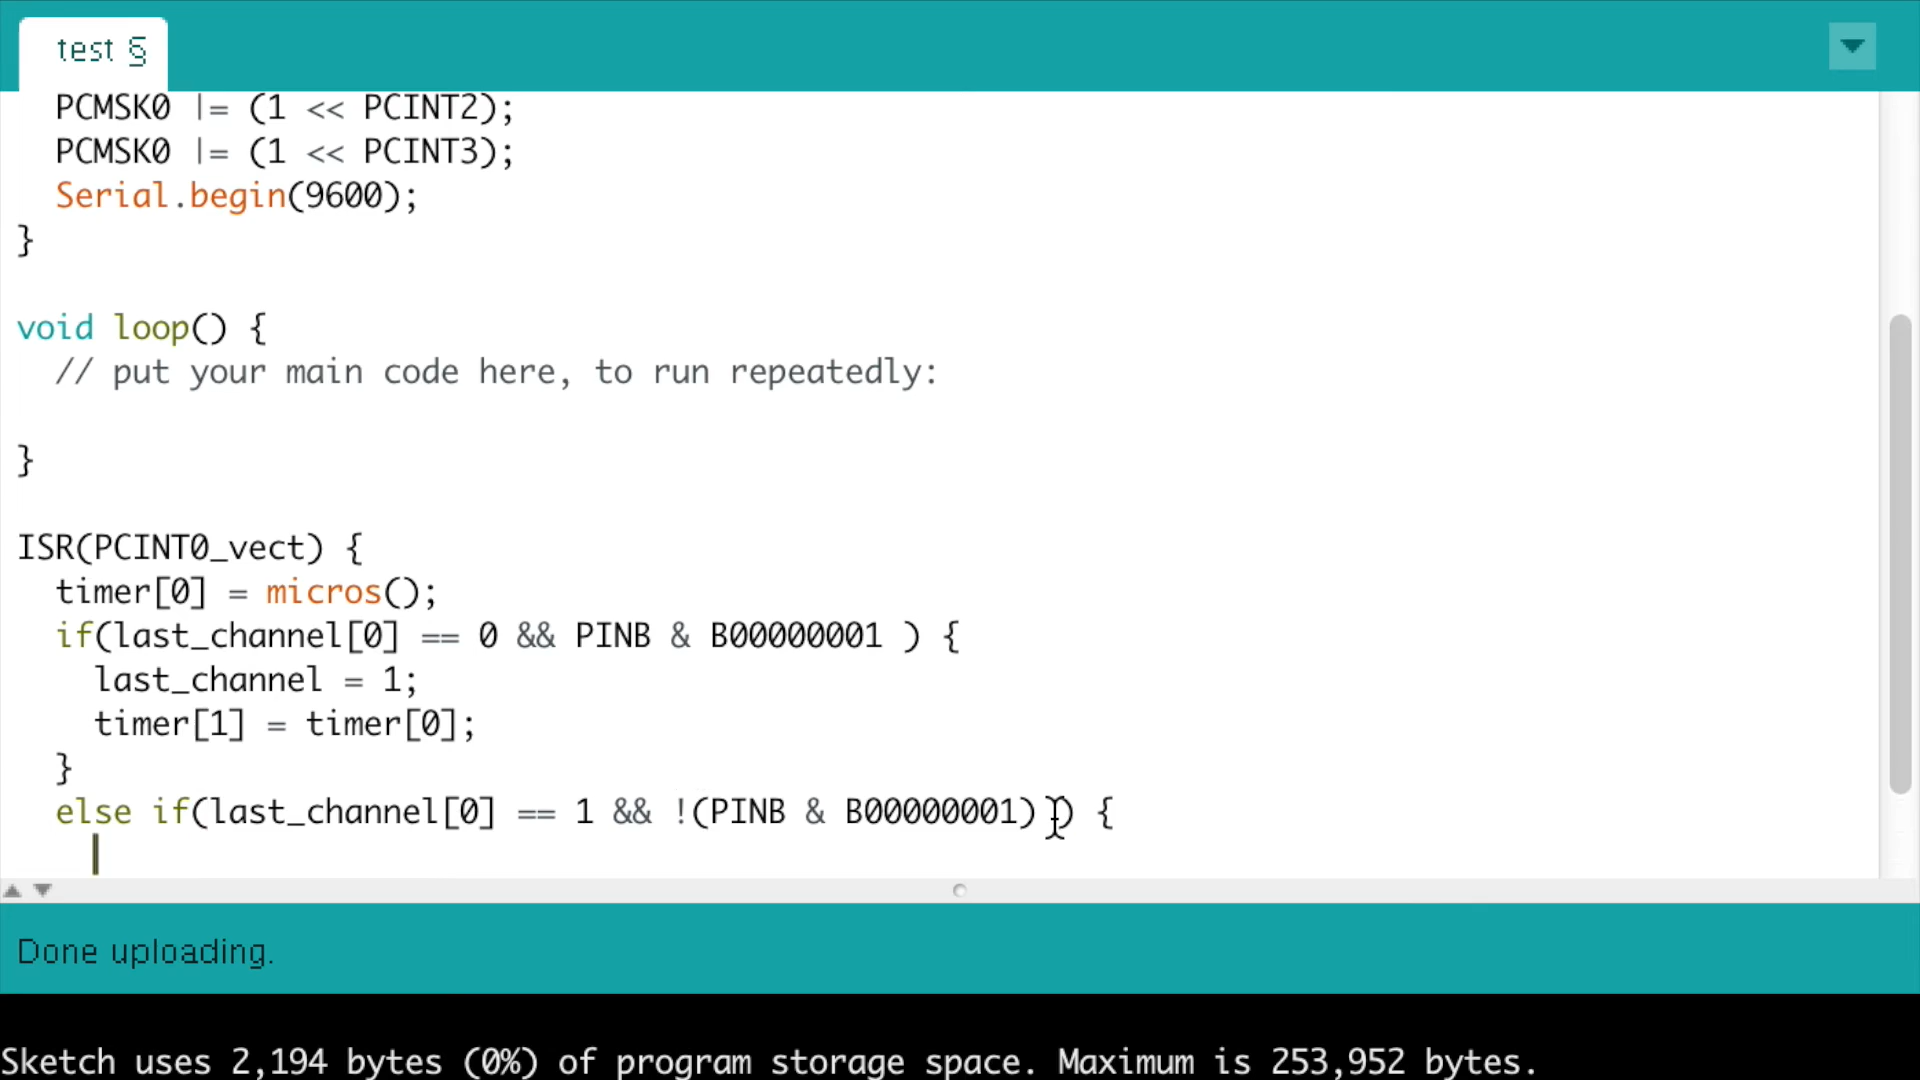 test §
PCMSK0 |= (1 << PCINT2);
PCMSK0 |= (1 << PCINT3);
Serial.begin(9600);
}
void loop() {
// put your main code here, to run repeatedly:
}
ISR(PCINT0_vect) {
timer[0] = micros();
if(last_channel[0] == 0 && PINB & B00000001 ) {
last_channel = 1;
timer[1] = timer[0];
}
else if(last_channel[0] == 1 && !(PINB & B00000001) ) {
Done uploading.
Sketch uses 2,194 bytes (0%) of program storage space. Maximum is 253,952 bytes.